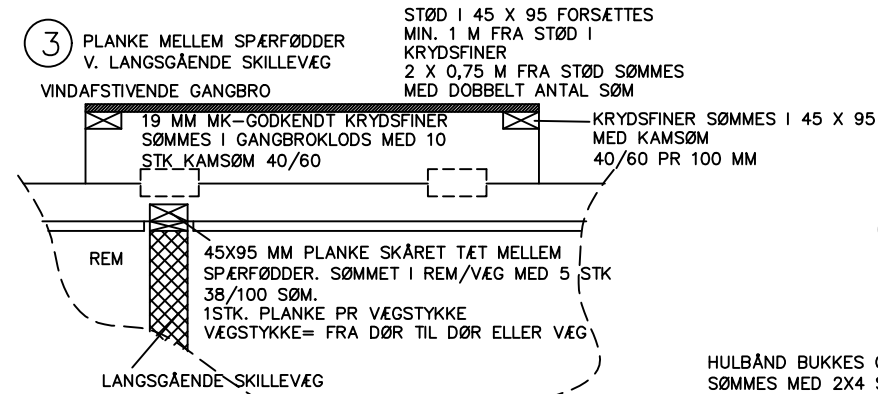 3
PLANKE MELLEM SPÆRFØDDER
V. LANGSGÅENDE SKILLEVÆG
VINDAFSTIVENDE GANGBRO
STØD I 45 X 95 FORSÆTTES
MIN. 1 M FRA STØD I
KRYDSFINER
2 X 0,75 M FRA STØD SØMMES
MED DOBBELT ANTAL SØM
19 MM MK-GODKENDT KRYDSFINER
SØMMES I GANGBROKLODS MED 10
STK KAMSØM 40/60
KRYDSFINER SØMMES I 45 X 95
MED KAMSØM
40/60 PR 100 MM
REM
45X95 MM PLANKE SKÅRET TÆT MELLEM
SPÆRFØDDER. SØMMET I REM/VÆG MED 5 STK
38/100 SØM.
1STK. PLANKE PR VÆGSTYKKE
VÆGSTYKKE= FRA DØR TIL DØR ELLER VÆG
LANGSGÅENDE SKILLEVÆG
HULBÅND BUKKES
SØMMES MED 2X4